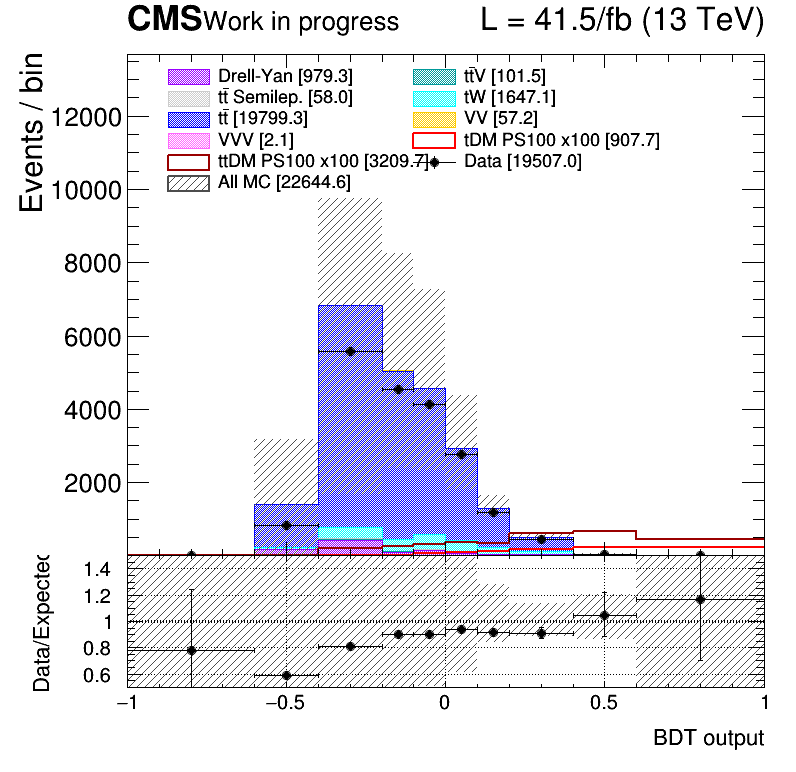 CMS Work in progress L = 41.5/fb (13 TeV)
Events / bin
Drell-Yan [979.3] tt̄V [101.5]
tt̄ Semilep. [58.0] tW [1647.1]
tt̄ [19799.3] VV [57.2]
VVV [2.1] tDM PS100 x100 [907.7]
ttDM PS100 x100 [3209.7] Data [19507.0]
All MC [22644.6]
12000
10000
8000
6000
4000
2000
Data/Expected
1.4
1.2
1
0.8
0.6
−1 −0.5 0 0.5 1
BDT output